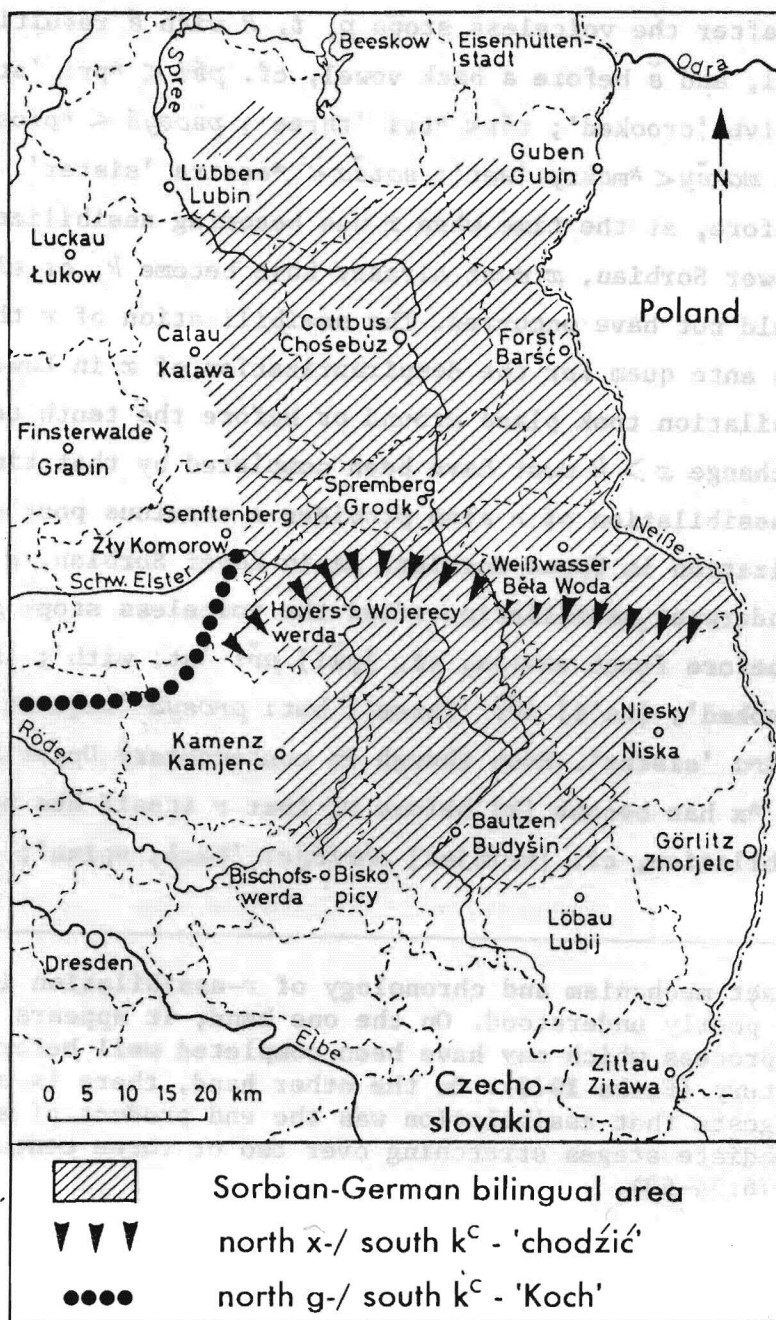 Beeskow
Eisenhütten-
stadt
Odra
Spree
Lübben
Lubin
Guben
Gubin
N
Luckau
Łukow
Poland
Calau
Kalawa
Cottbus
Chośebùz
Forst
Barść
Finsterwalde
Grabin
Spremberg
Grodk
Senftenberg
Zły Komorow
Neiße
Weißwasser
Běła Woda
Schw. Elster
Hoyers- Wojerecy
werda
Niesky
Niska
Röder
Kamenz
Kamjenc
Bautzen
Budyšin
Görlitz
Zhorjelc
Bischofs- Bisko
werda picy
Löbau
Lubij
Dresden
Elbe
Zittau
Zitawa
0 5 10 15 20 km
Czecho-
slovakia
Sorbian-German bilingual area
north x-/ south kᶜ - 'chodźić'
north g-/ south kᶜ - 'Koch'